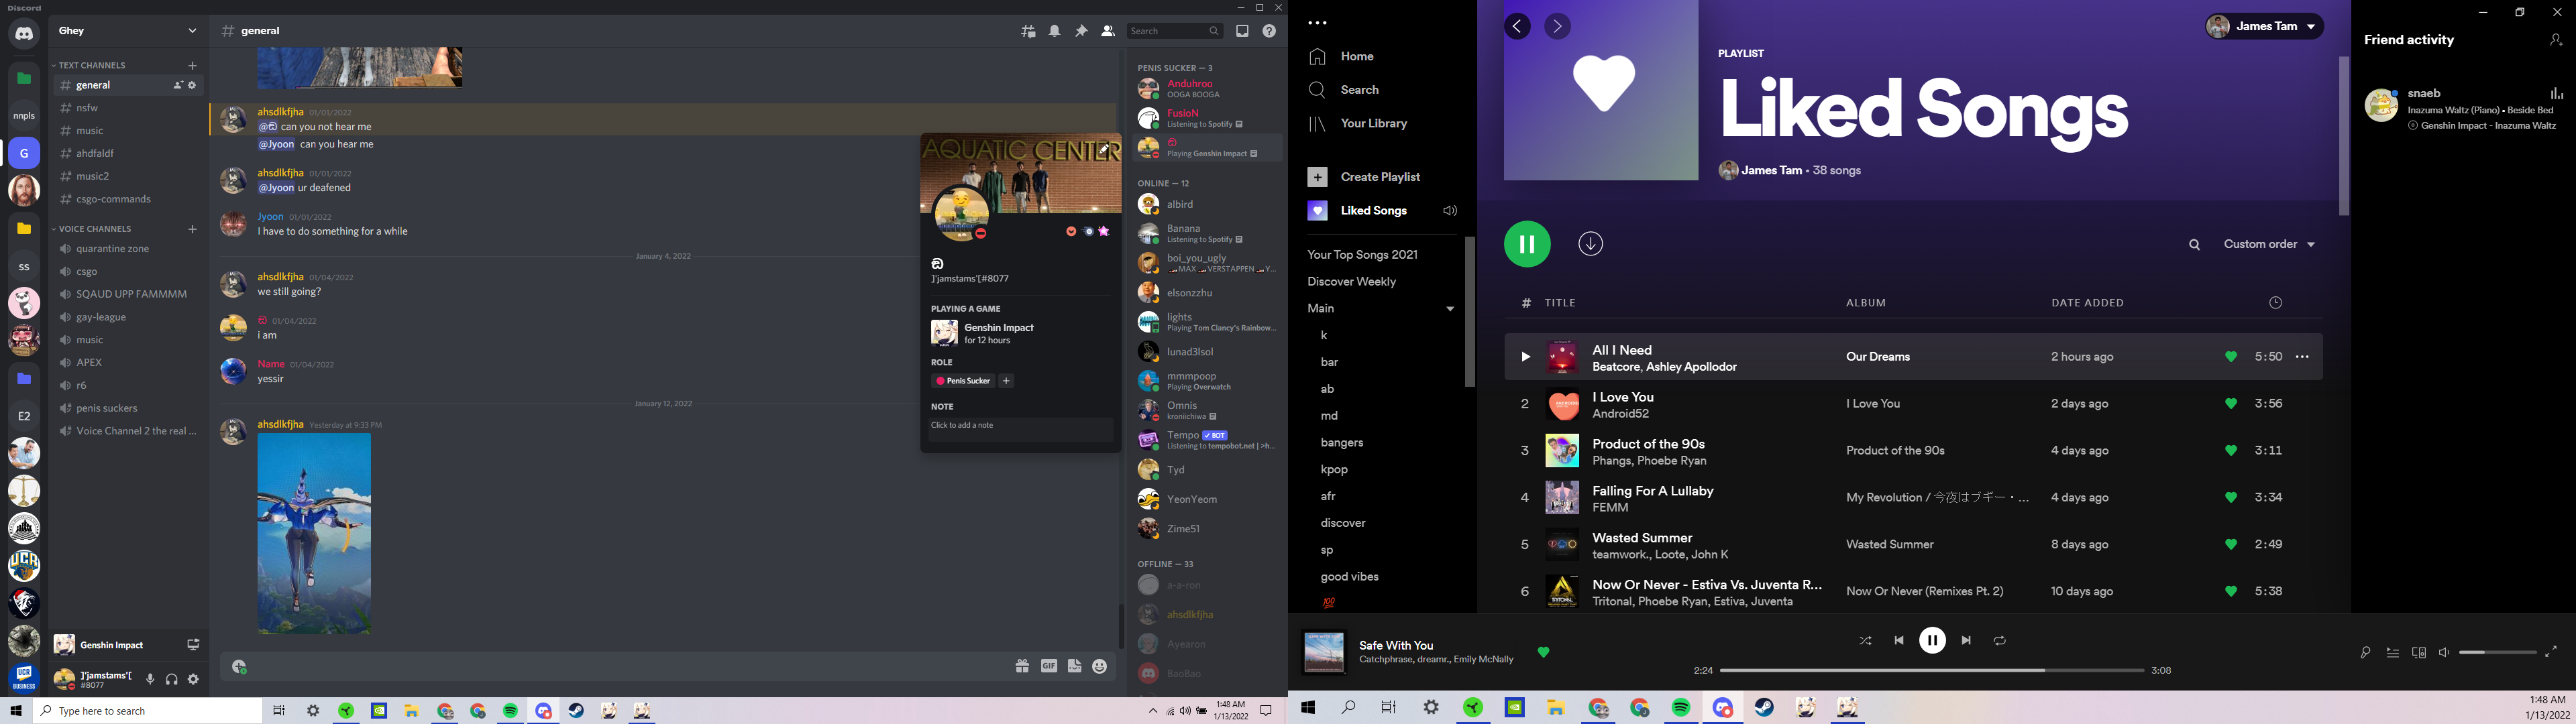 Discord
Ghey
general
Search
TEXT CHANNELS
general
nsfw
music
ahdfaldf
music2
csgo-commands
VOICE CHANNELS
quarantine zone
csgo
SQAUD UPP FAMMMM
gay-league
music
APEX
r6
penis suckers
Voice Channel 2 the real ...
nnpls
G
SS
E2
UCR
UCR
BUSINESS
Genshin Impact
]'jamstams'[
#8077
ahsdlkfjha 01/01/2022
can you not hear me
@Jyoon can you hear me
ahsdlkfjha 01/01/2022
@Jyoon ur deafened
Jyoon 01/01/2022
I have to do something for a while
January 4, 2022
ahsdlkfjha 01/04/2022
we still going?
01/04/2022
i am
Name 01/04/2022
yessir
January 12, 2022
ahsdlkfjha Yesterday at 9:33 PM
GIF
AQUATIC CENTER
]'jamstams'[#8077
PLAYING A GAME
Genshin Impact
for 12 hours
ROLE
Penis Sucker
NOTE
Click to add a note
PENIS SUCKER — 3
Anduhroo
OOGA BOOGA
FusioN
Listening to Spotify
Playing Genshin Impact
ONLINE — 12
albird
Banana
Listening to Spotify
boi_you_ugly
MAX VERSTAPPEN Y...
elsonzzhu
lights
Playing Tom Clancy's Rainbow...
lunad3lsol
mmmpoop
Playing Overwatch
Omnis
kroniichiwa
Tempo BOT
Listening to tempobot.net | >h...
Tyd
YeonYeom
Zime51
OFFLINE — 33
a-a-ron
ahsdlkfjha
Ayearon
BaoBao
Type here to search
1:48 AM
1/13/2022
Home
Search
Your Library
Create Playlist
Liked Songs
Your Top Songs 2021
Discover Weekly
Main
k
bar
ab
md
bangers
kpop
afr
discover
sp
good vibes
💯
James Tam
PLAYLIST
Liked Songs
James Tam • 38 songs
Custom order
# TITLE ALBUM DATE ADDED
All I Need Our Dreams 2 hours ago 5:50
Beatcore, Ashley Apollodor
2 I Love You I Love You 2 days ago 3:56
Android52
3 Product of the 90s Product of the 90s 4 days ago 3:11
Phangs, Phoebe Ryan
4 Falling For A Lullaby My Revolution / 今夜はブギー・... 4 days ago 3:34
FEMM
5 Wasted Summer Wasted Summer 8 days ago 2:49
teamwork., Loote, John K
6 Now Or Never - Estiva Vs. Juventa R... Now Or Never (Remixes Pt. 2) 10 days ago 5:38
Tritonal, Phoebe Ryan, Estiva, Juventa
Friend activity
snaeb
Inazuma Waltz (Piano) • Beside Bed
Genshin Impact - Inazuma Waltz
Safe With You
Catchphrase, dreamr., Emily McNally
2:24
3:08
1:48 AM
1/13/2022